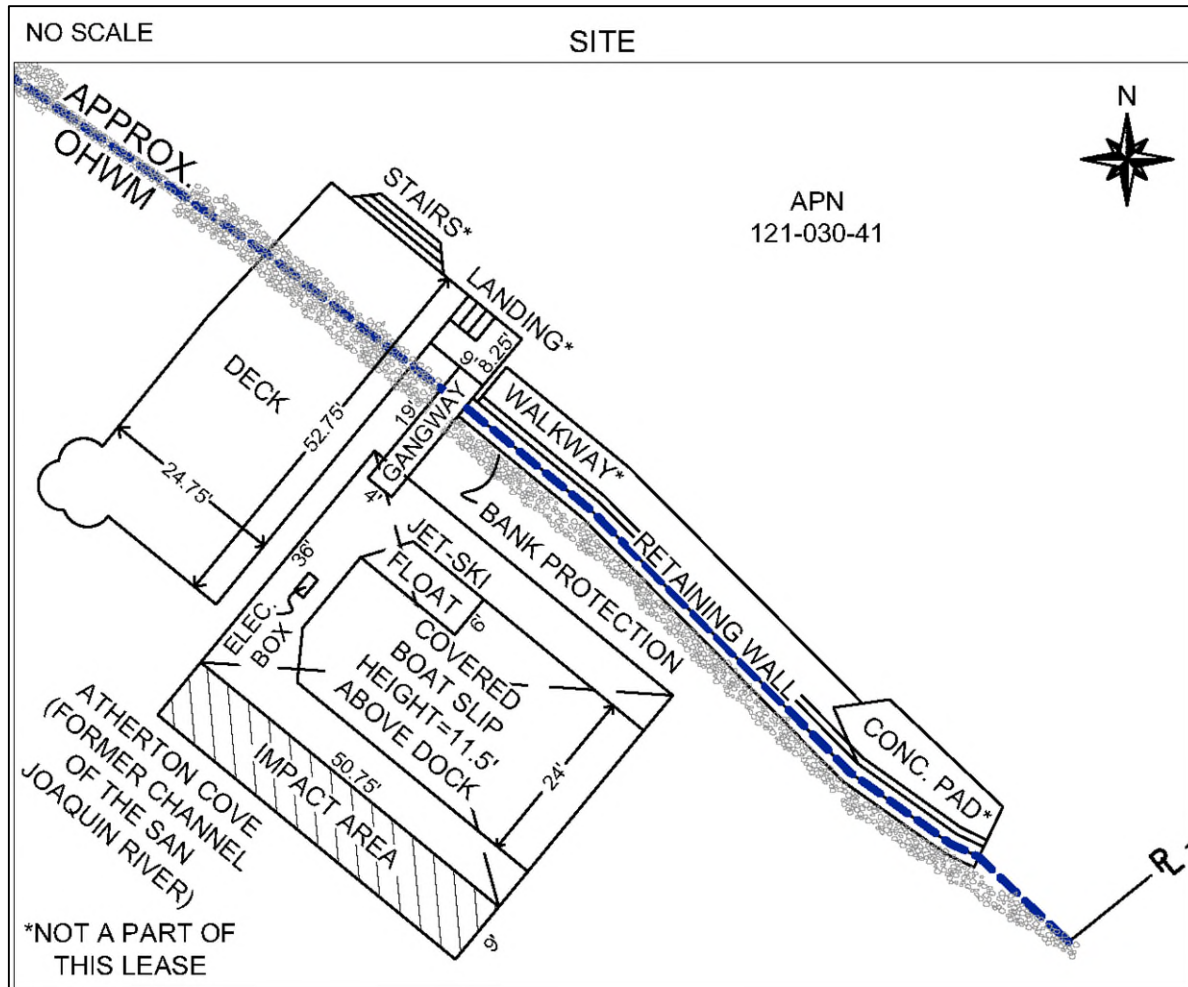 NO SCALE
SITE
N
APPROX.
OHWM
APN
121-030-41
STAIRS*
LANDING*
DECK
52.75'
24.75'
19'
9'
8.25'
GANGWAY
4'
WALKWAY*
RETAINING WALL
BANK PROTECTION
CONC. PAD*
36'
ELEC.
BOX
JET-SKI
FLOAT
COVERED
BOAT SLIP
HEIGHT=11.5'
ABOVE DOCK
24'
50.75'
IMPACT AREA
ATHERTON COVE
(FORMER CHANNEL
OF THE SAN
JOAQUIN RIVER)
*NOT A PART OF
THIS LEASE